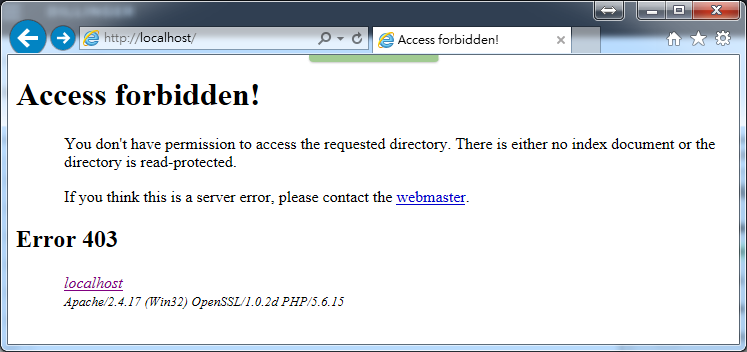 http://localhost/
Access forbidden!
Access forbidden!
You don't have permission to access the requested directory. There is either no index document or the
directory is read-protected.
If you think this is a server error, please contact the webmaster.
Error 403
localhost
Apache/2.4.17 (Win32) OpenSSL/1.0.2d PHP/5.6.15